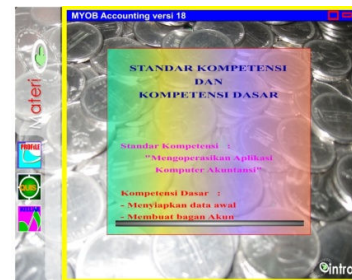 MYOB Accounting versi 18
STANDAR KOMPETENSI
DAN
KOMPETENSI DASAR
Standar Kompetensi :
"Mengoperasikan Aplikasi
Komputer Akuntansi"
Kompetensi Dasar :
- Menyiapkan data awal
- Membuat bagan Akun
ateri
PROFILE
intro